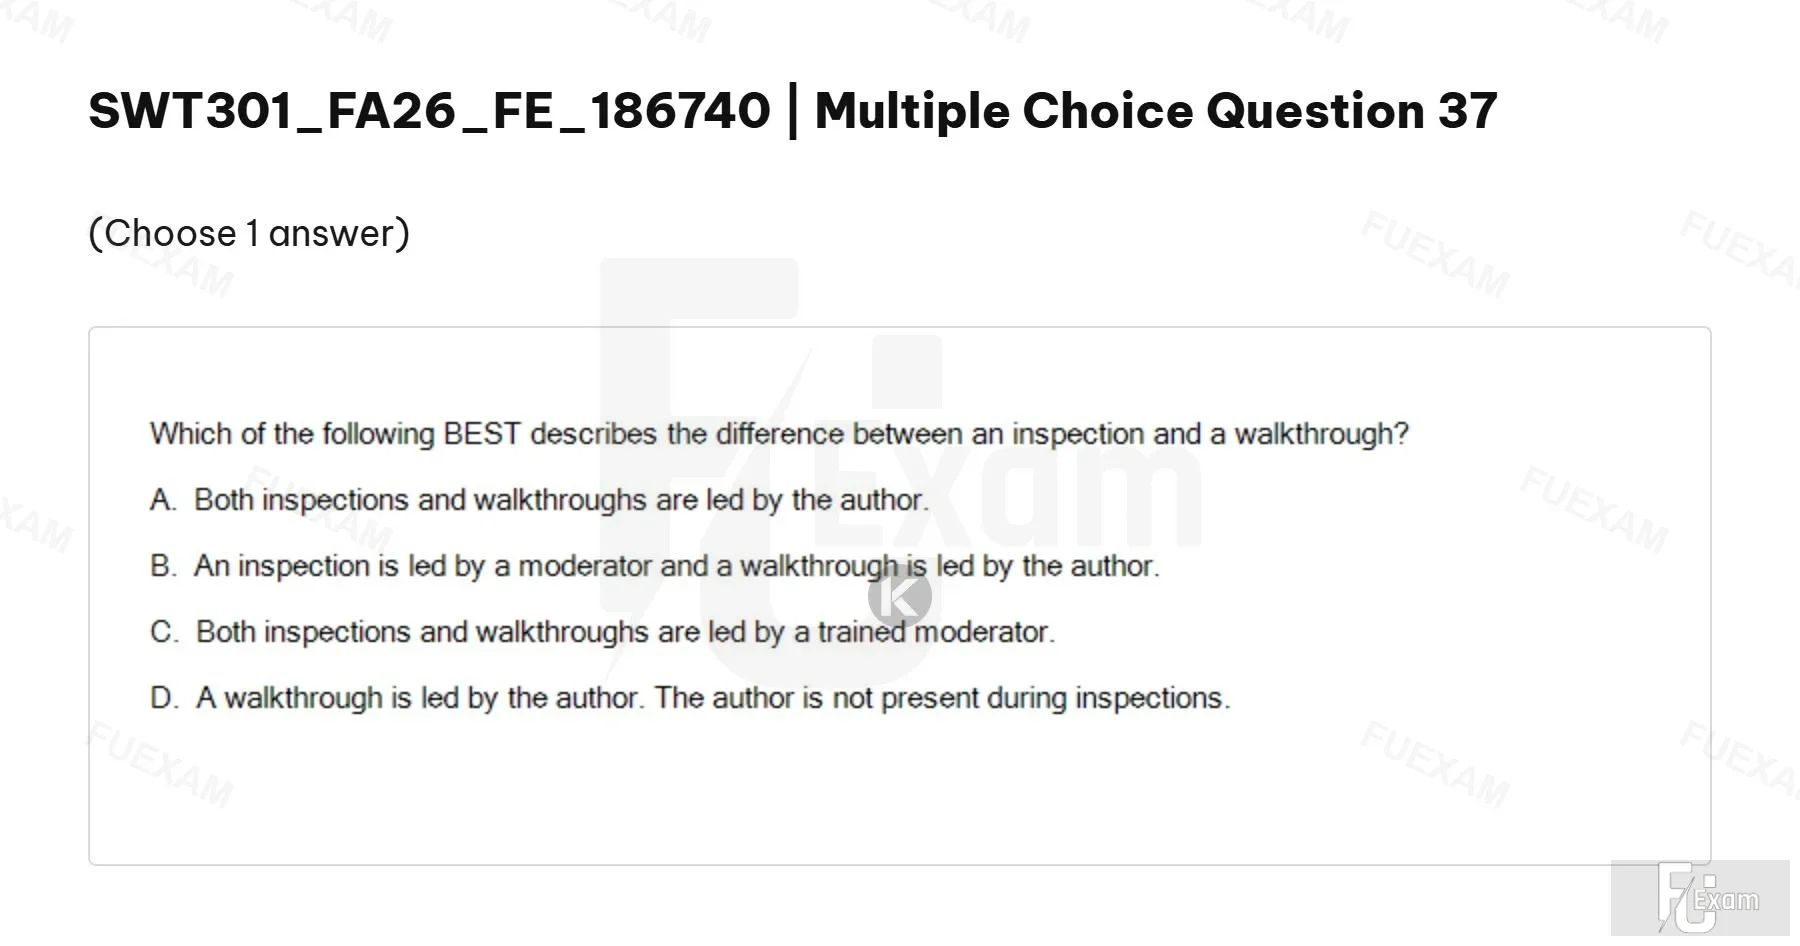 SWT301_FA26_FE_186740 | Multiple Choice Question 37
(Choose 1 answer)
Which of the following BEST describes the difference between an inspection and a walkthrough?
A. Both inspections and walkthroughs are led by the author.
B. An inspection is led by a moderator and a walkthrough is led by the author.
C. Both inspections and walkthroughs are led by a trained moderator.
D. A walkthrough is led by the author. The author is not present during inspections.
FUEXAM
FUExam
K
FUExam